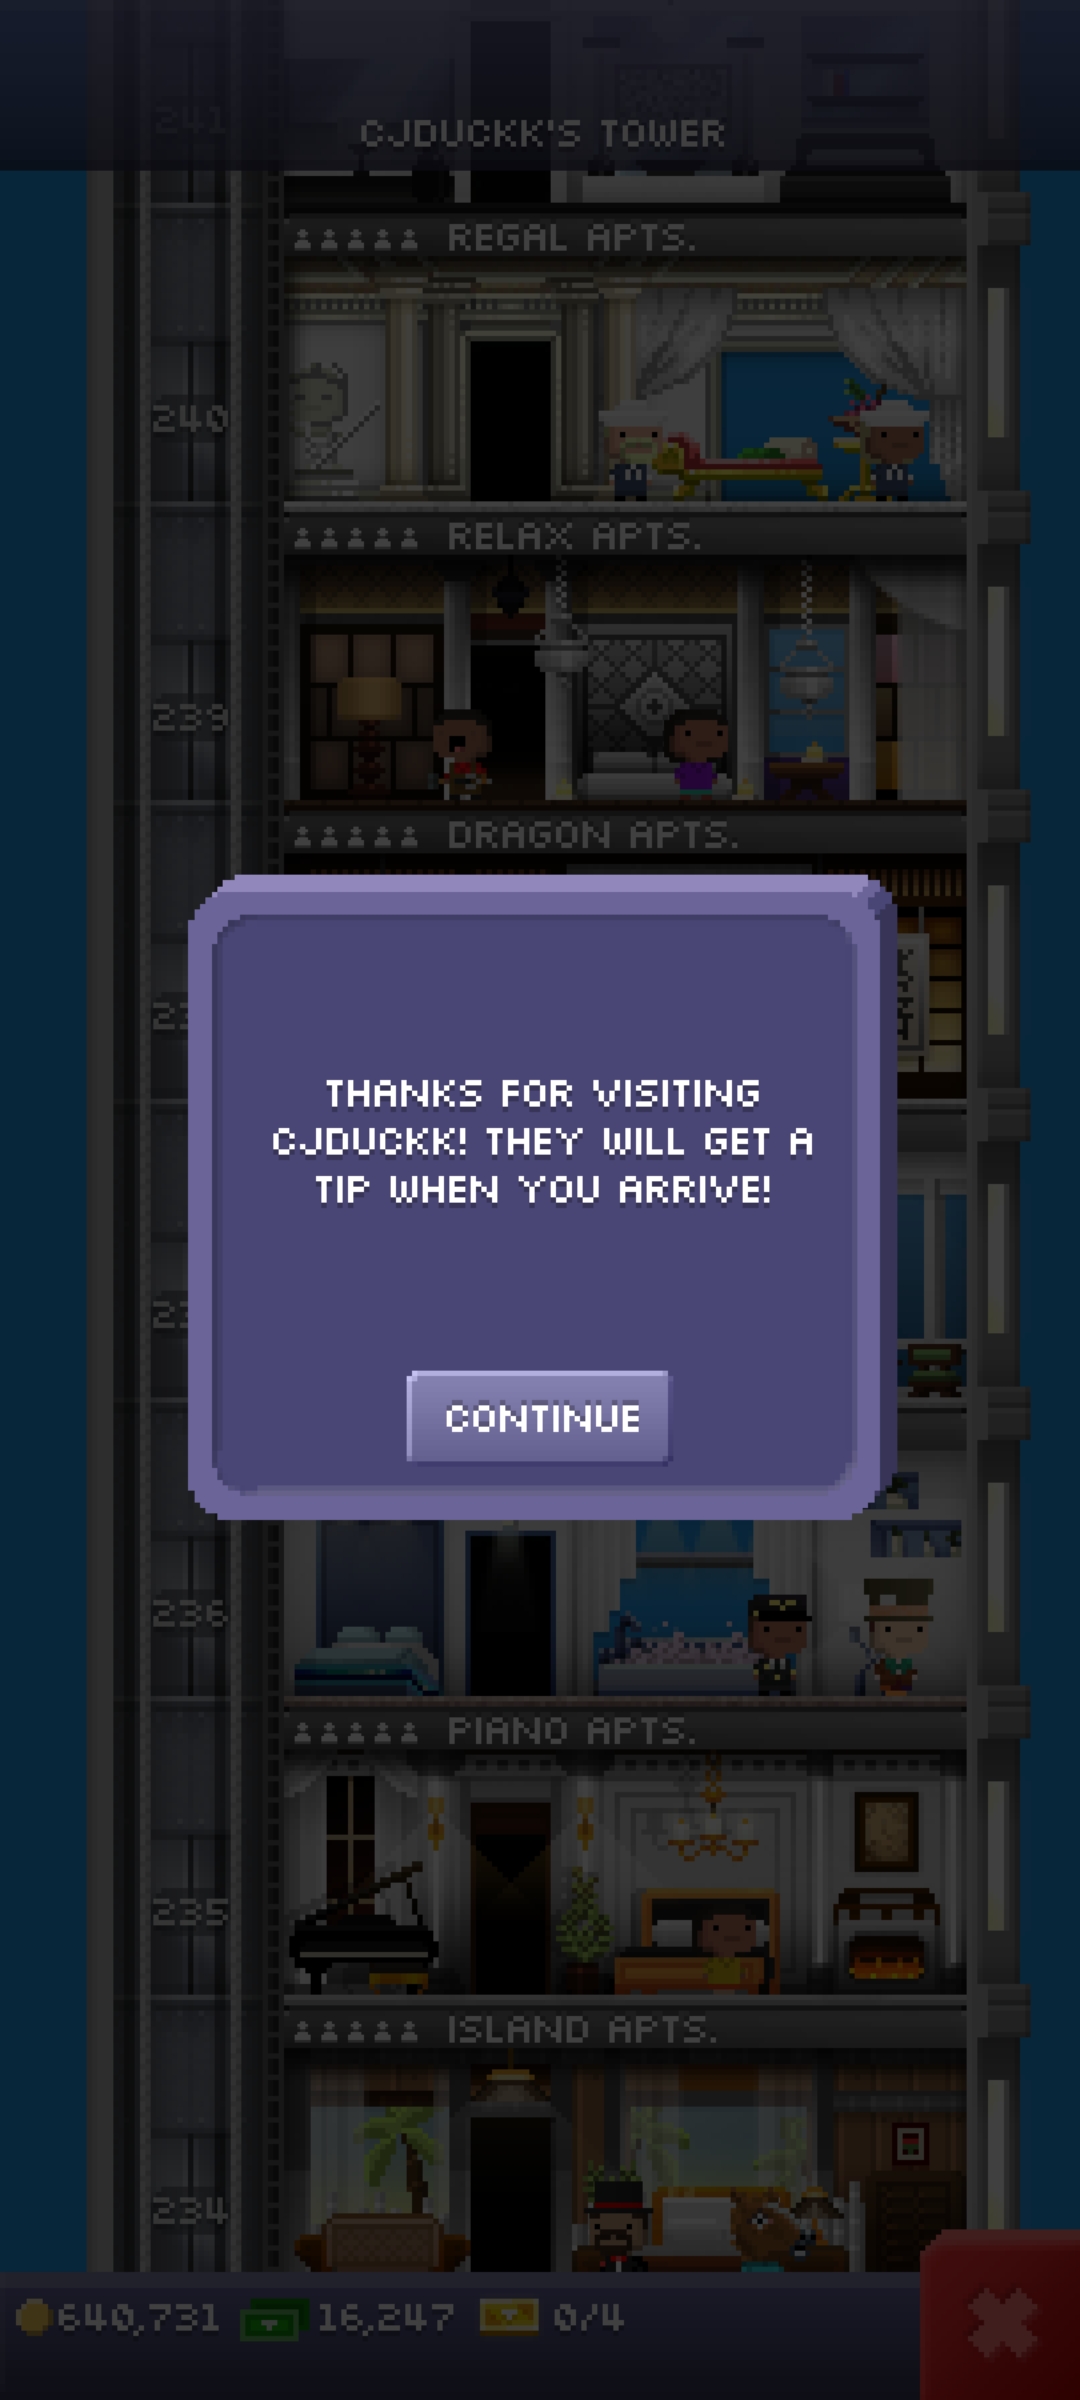 241
CJDUCKK'S TOWER
REGAL APTS.
240
RELAX APTS.
239
DRAGON APTS.
THANKS FOR VISITING
CJDUCKK! THEY WILL GET A
TIP WHEN YOU ARRIVE!
CONTINUE
236
PIANO APTS.
235
ISLAND APTS.
234
640,731 16,247 0/4